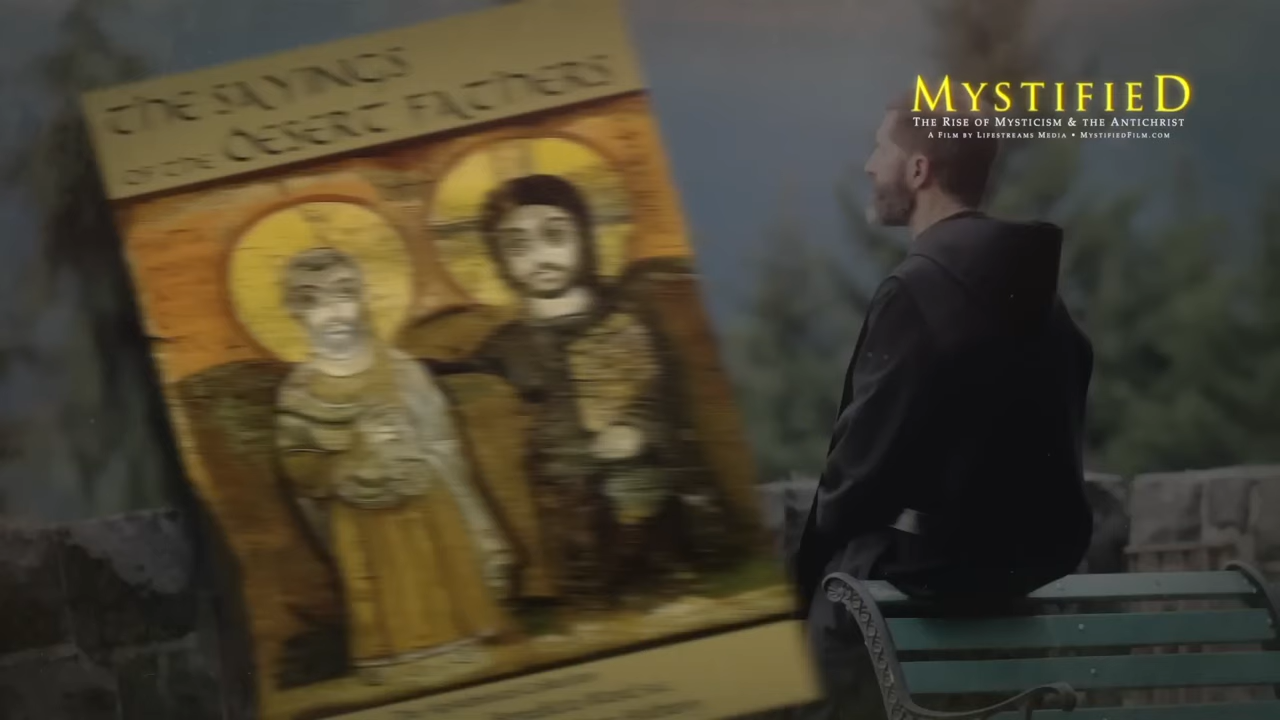 THE SAYINGS
OF THE DESERT FATHERS
MYSTIFIED
THE RISE OF MYSTICISM & THE ANTICHRIST
A FILM BY LIFESTREAMS MEDIA • MYSTIFIEDFILM.COM